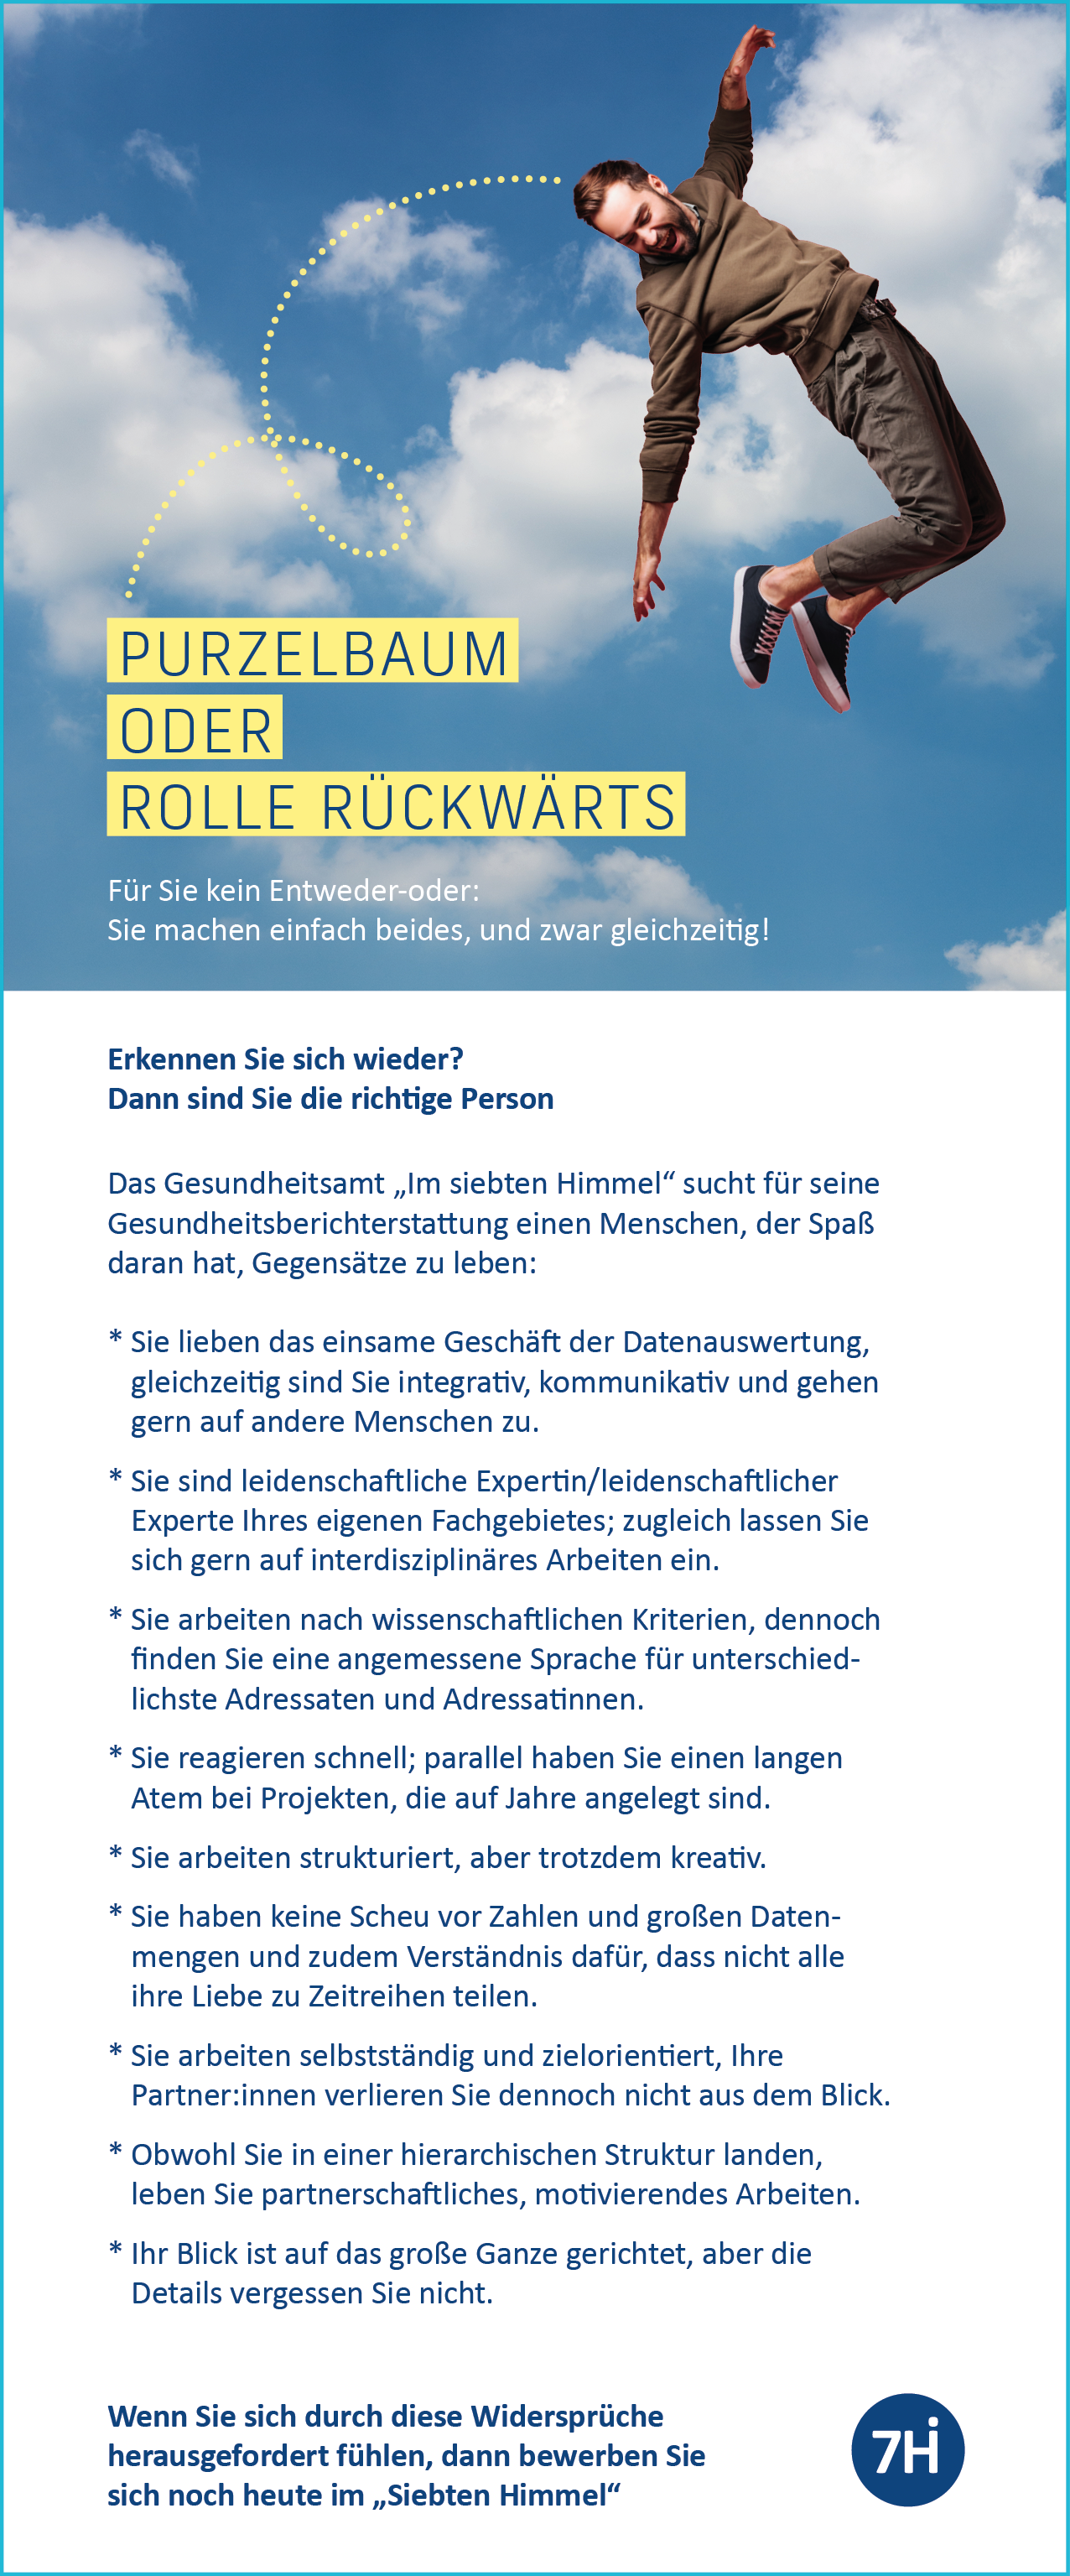 PURZELBAUM
ODER
ROLLE RÜCKWÄRTS
Für Sie kein Entweder-oder:
Sie machen einfach beides, und zwar gleichzeitig!
Erkennen Sie sich wieder?
Dann sind Sie die richtige Person
Das Gesundheitsamt „Im siebten Himmel“ sucht für seine
Gesundheitsberichterstattung einen Menschen, der Spaß
daran hat, Gegensätze zu leben:
* Sie lieben das einsame Geschäft der Datenauswertung,
gleichzeitig sind Sie integrativ, kommunikativ und gehen
gern auf andere Menschen zu.
* Sie sind leidenschaftliche Expertin/leidenschaftlicher
Experte Ihres eigenen Fachgebietes; zugleich lassen Sie
sich gern auf interdisziplinäres Arbeiten ein.
* Sie arbeiten nach wissenschaftlichen Kriterien, dennoch
finden Sie eine angemessene Sprache für unterschied-
lichste Adressaten und Adressatinnen.
* Sie reagieren schnell; parallel haben Sie einen langen
Atem bei Projekten, die auf Jahre angelegt sind.
* Sie arbeiten strukturiert, aber trotzdem kreativ.
* Sie haben keine Scheu vor Zahlen und großen Daten-
mengen und zudem Verständnis dafür, dass nicht alle
ihre Liebe zu Zeitreihen teilen.
* Sie arbeiten selbstständig und zielorientiert, Ihre
Partner:innen verlieren Sie dennoch nicht aus dem Blick.
* Obwohl Sie in einer hierarchischen Struktur landen,
leben Sie partnerschaftliches, motivierendes Arbeiten.
* Ihr Blick ist auf das große Ganze gerichtet, aber die
Details vergessen Sie nicht.
Wenn Sie sich durch diese Widersprüche
herausgefordert fühlen, dann bewerben Sie
sich noch heute im „Siebten Himmel“
7Hi